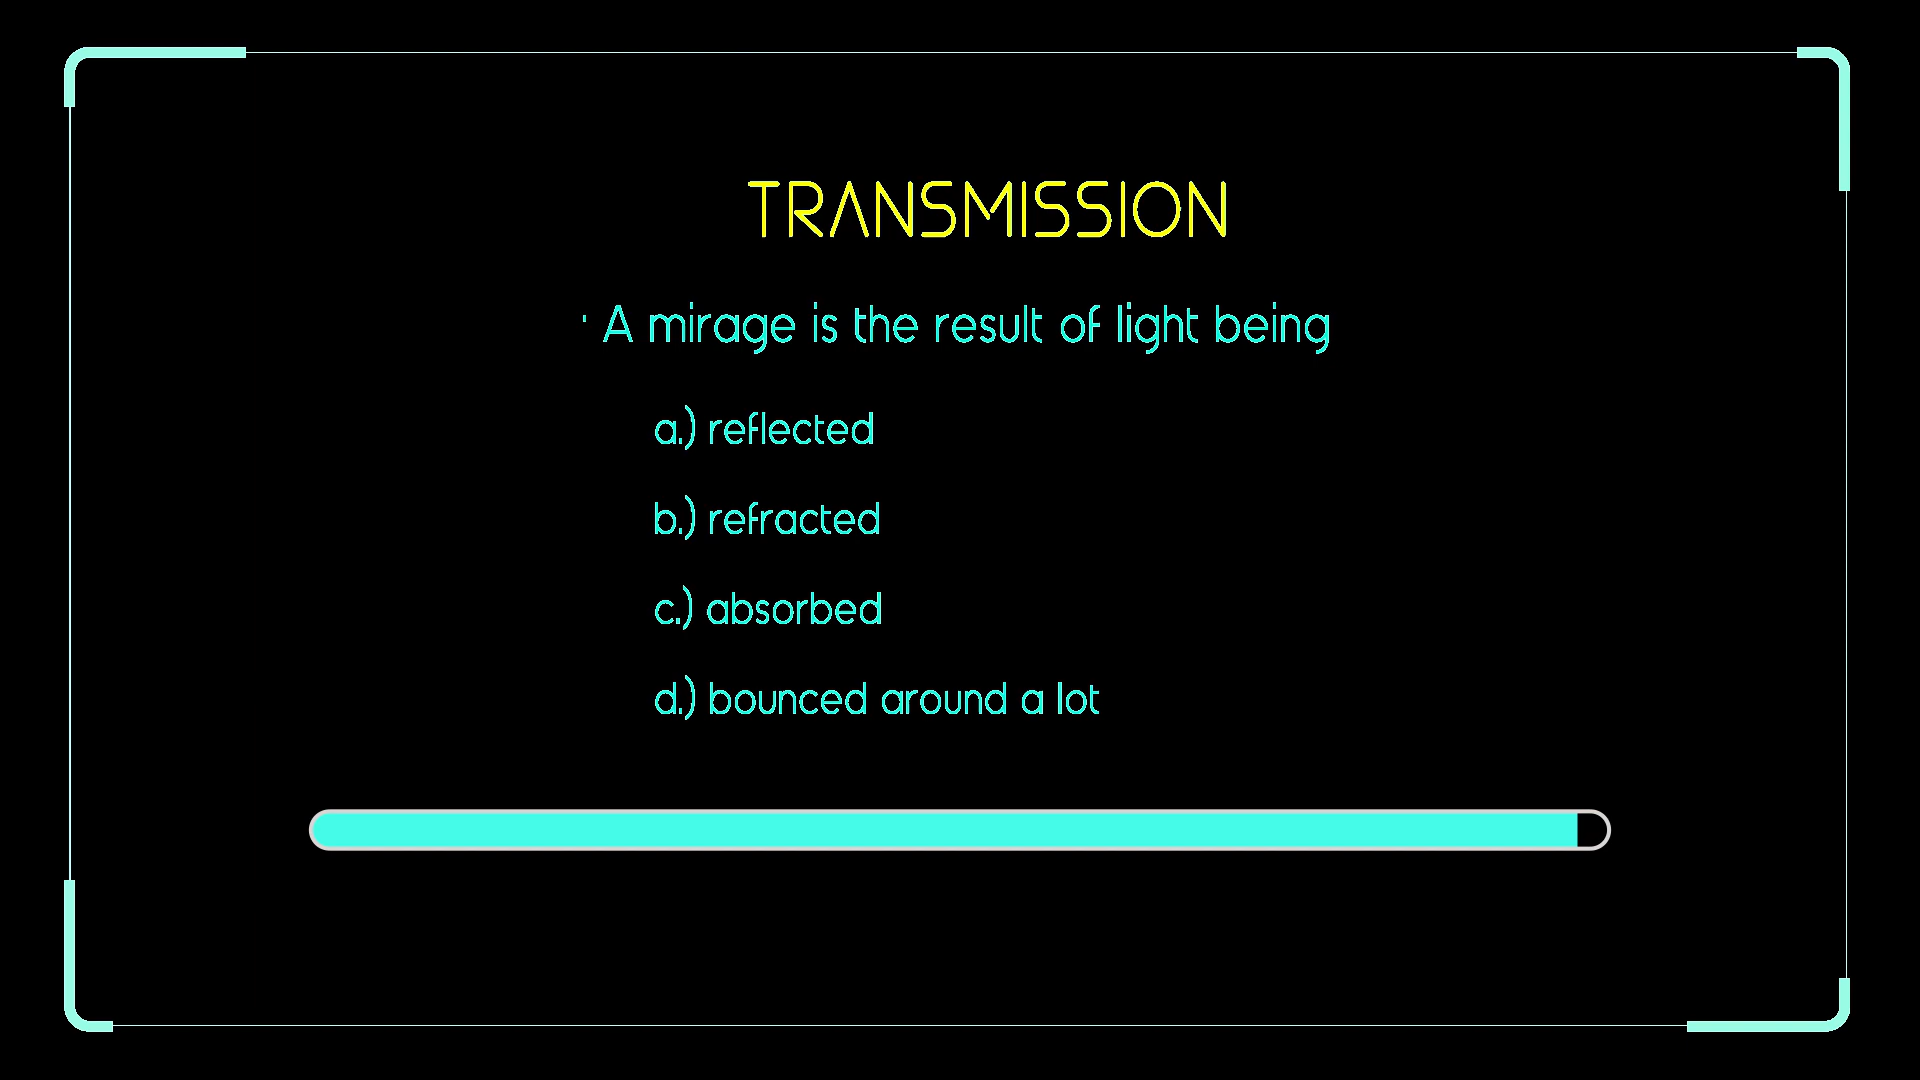 TRANSMISSION
· A mirage is the result of light being
a.) reflected
b.) refracted
c.) absorbed
d.) bounced around a lot